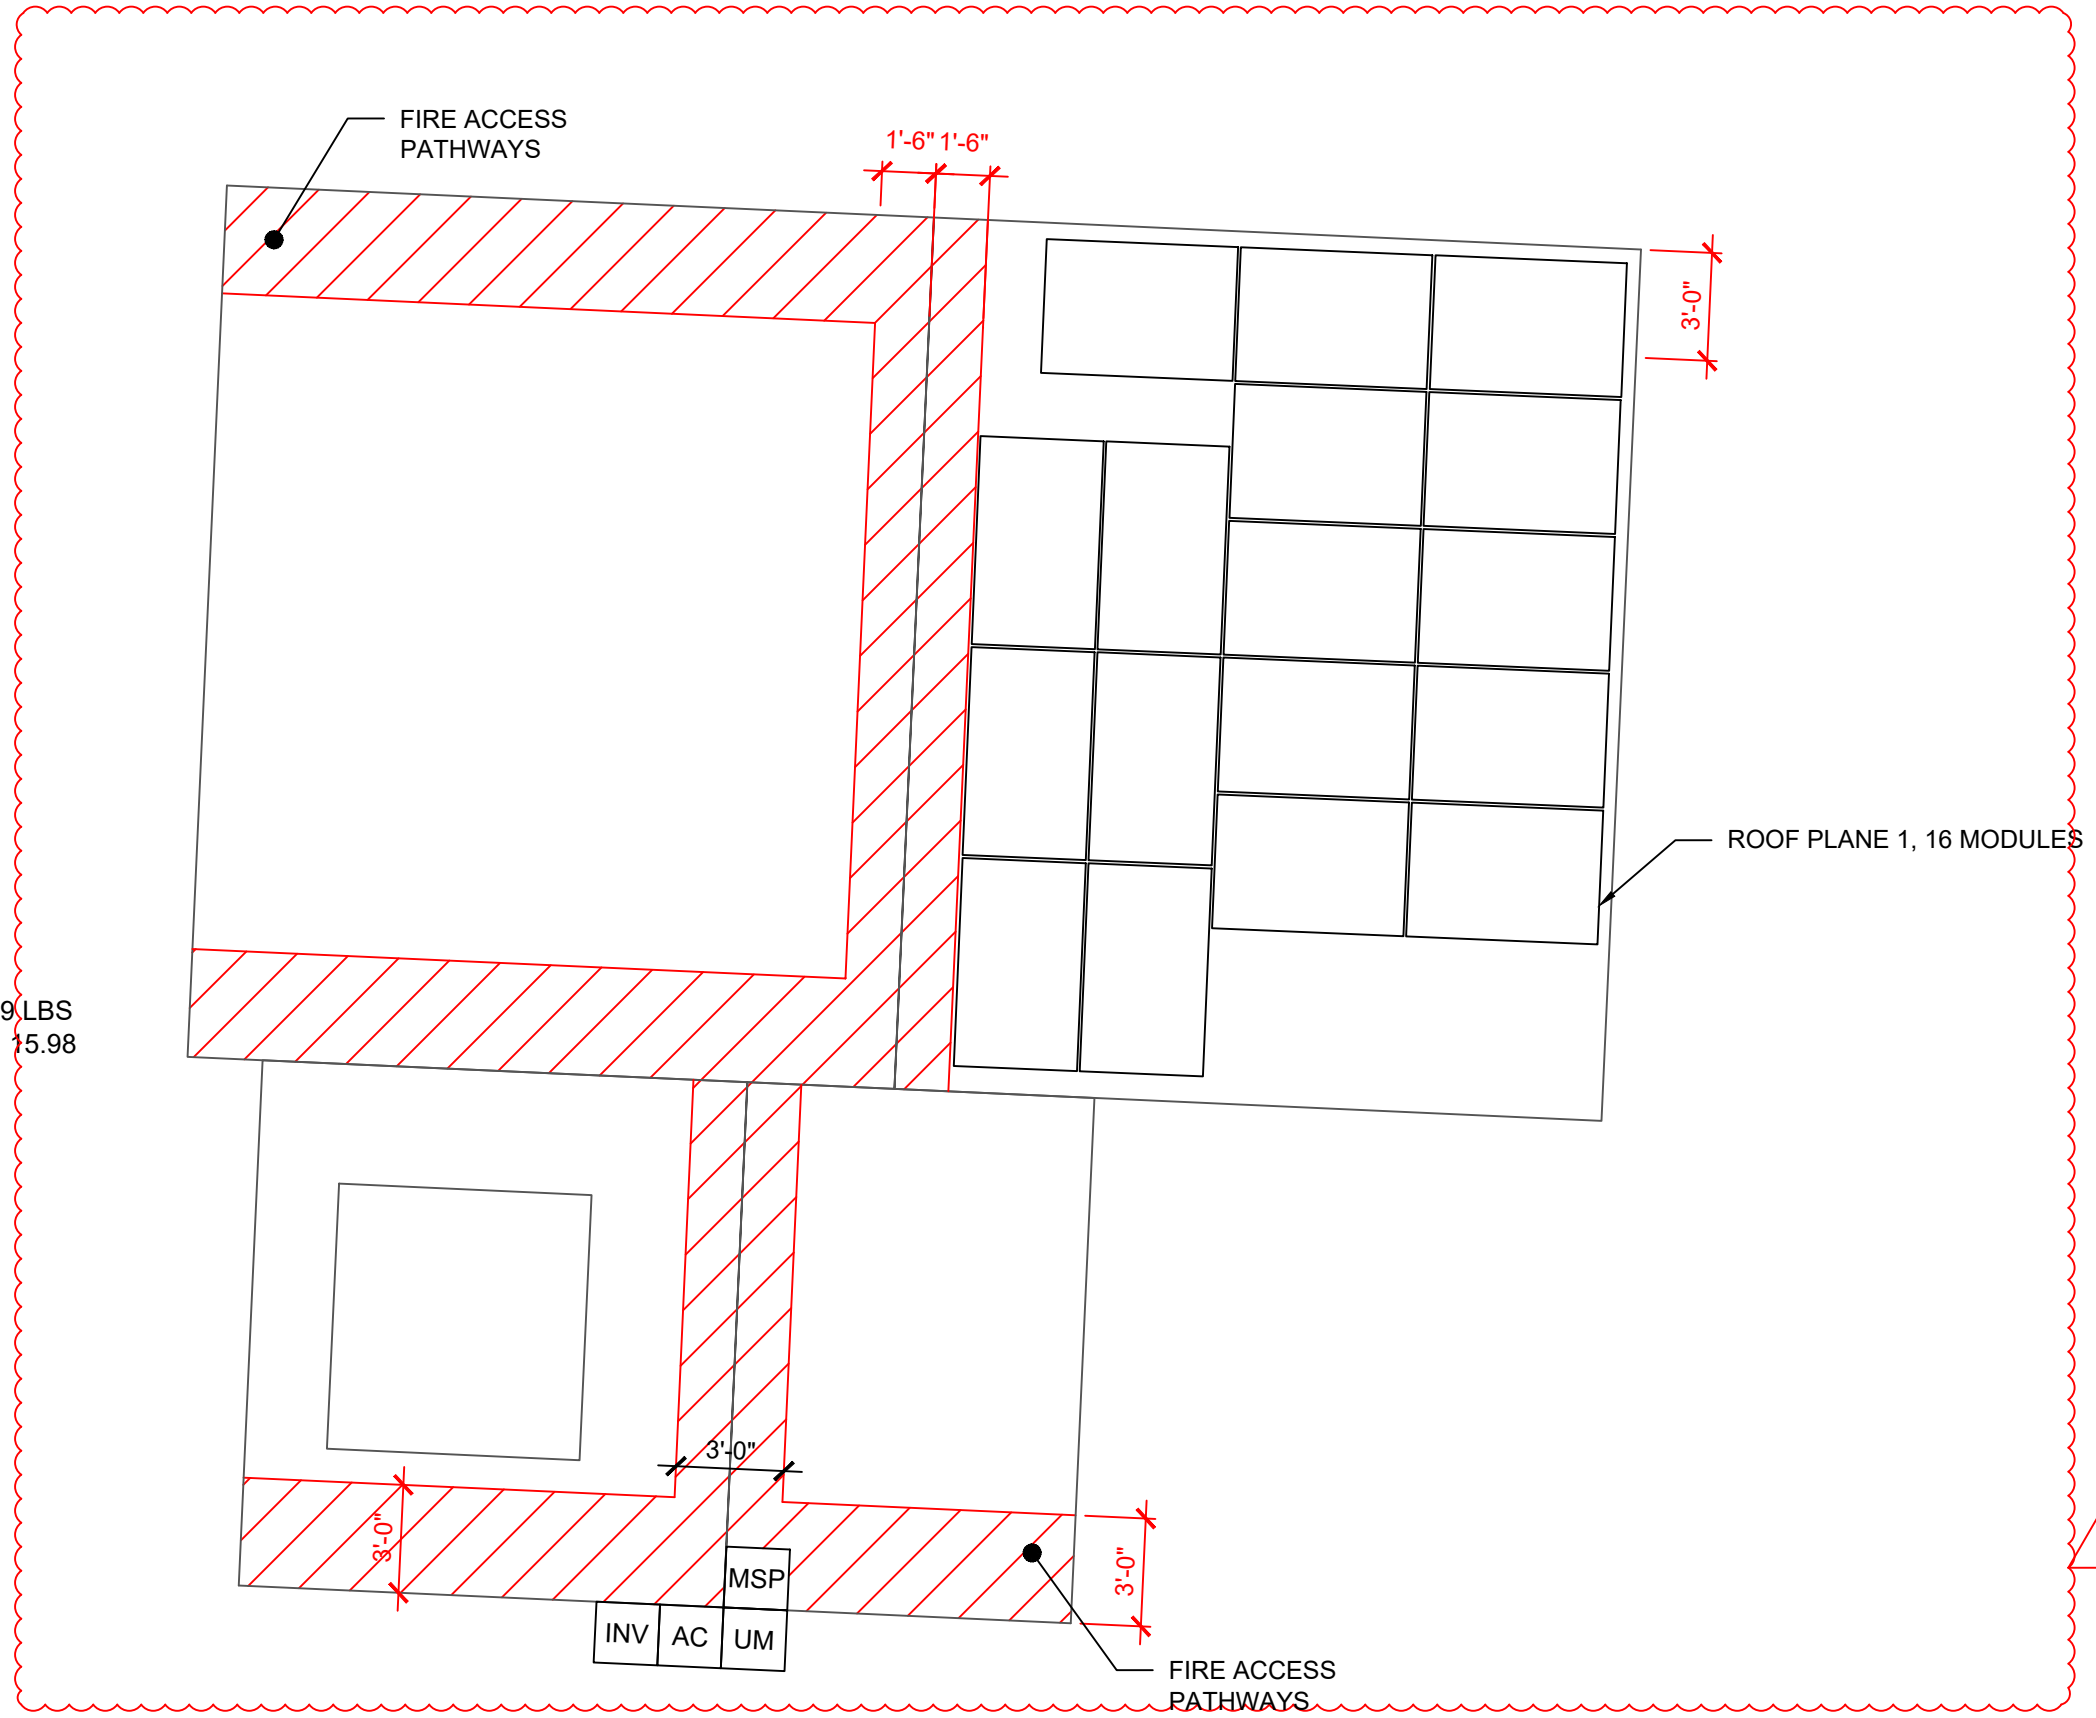 FIRE ACCESS
PATHWAYS
1'-6" 1'-6"
3'-0"
ROOF PLANE 1, 16 MODULES
9 LBS
15.98
3'-0"
3'-0"
3'-0"
MSP
INV AC UM
FIRE ACCESS
PATHWAYS